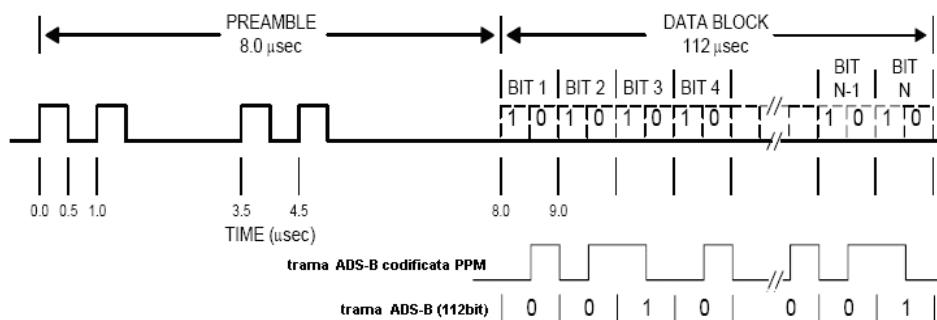 PREAMBLE
8.0 μsec
DATA BLOCK
112 μsec
BIT 1
BIT 2
BIT 3
BIT 4
BIT
N-1
BIT
N
1 0 1 0 1 0 1 0 1 0 1 0
0.0 0.5 1.0 3.5 4.5 8.0 9.0
TIME (μsec)
trama ADS-B codificata PPM
trama ADS-B (112bit) 0 0 1 0 0 0 1